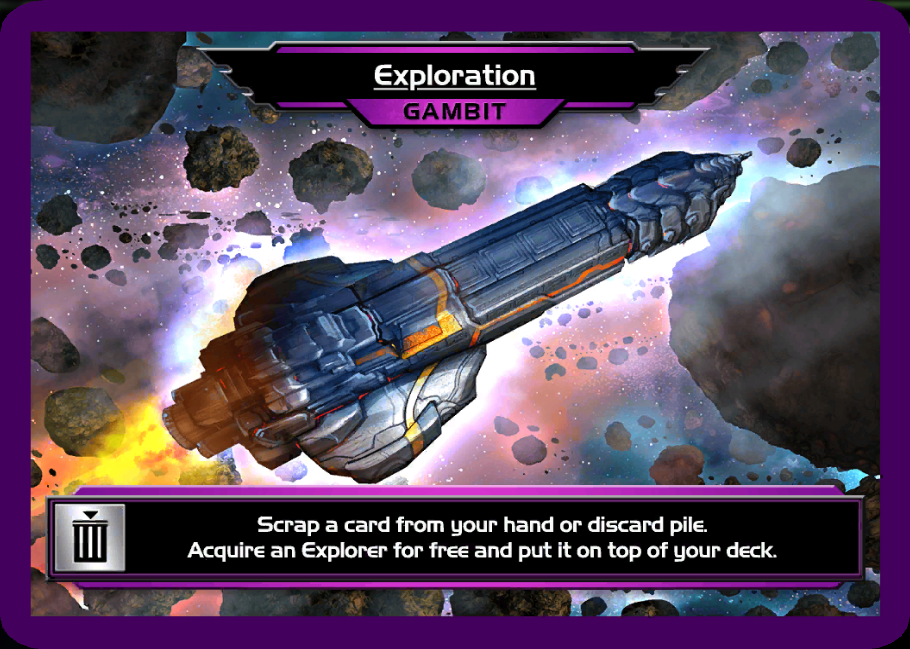 Exploration
GAMBIT
Scrap a card from your hand or discard pile.
Acquire an Explorer for free and put it on top of your deck.